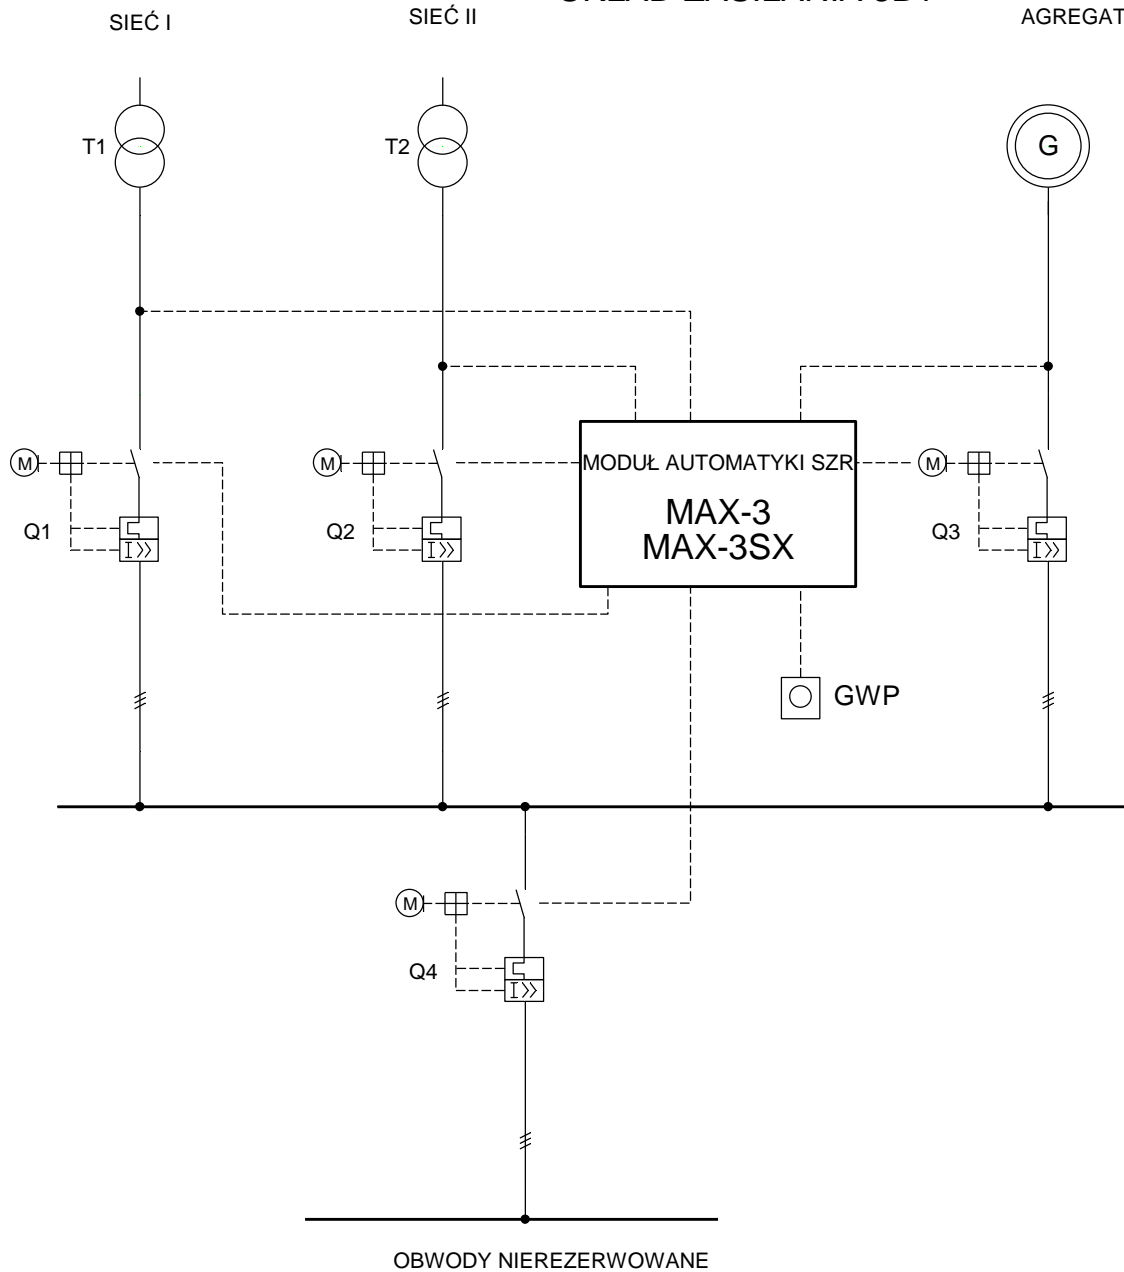 SIEĆ I
SIEĆ II
AGREGAT
T1
T2
G
M
M
MODUŁ AUTOMATYKI SZR
M
MAX-3
MAX-3SX
Q1
I>>
Q2
I>>
Q3
I>>
GWP
M
Q4
I>>
OBWODY NIEREZERWOWANE